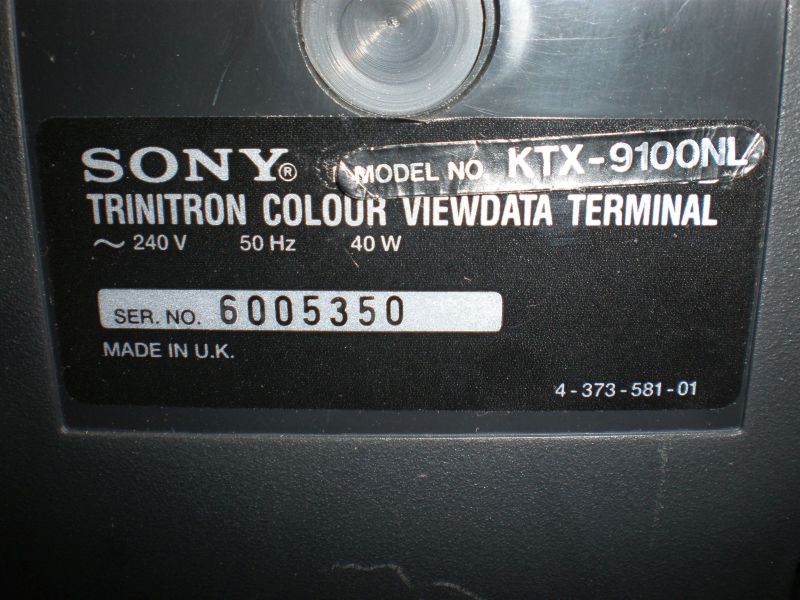 SONY® MODEL NO. KTX-9100NL
TRINITRON COLOUR VIEWDATA TERMINAL
~ 240 V 50 Hz 40 W
SER. NO. 6005350
MADE IN U.K.
4-373-581-01